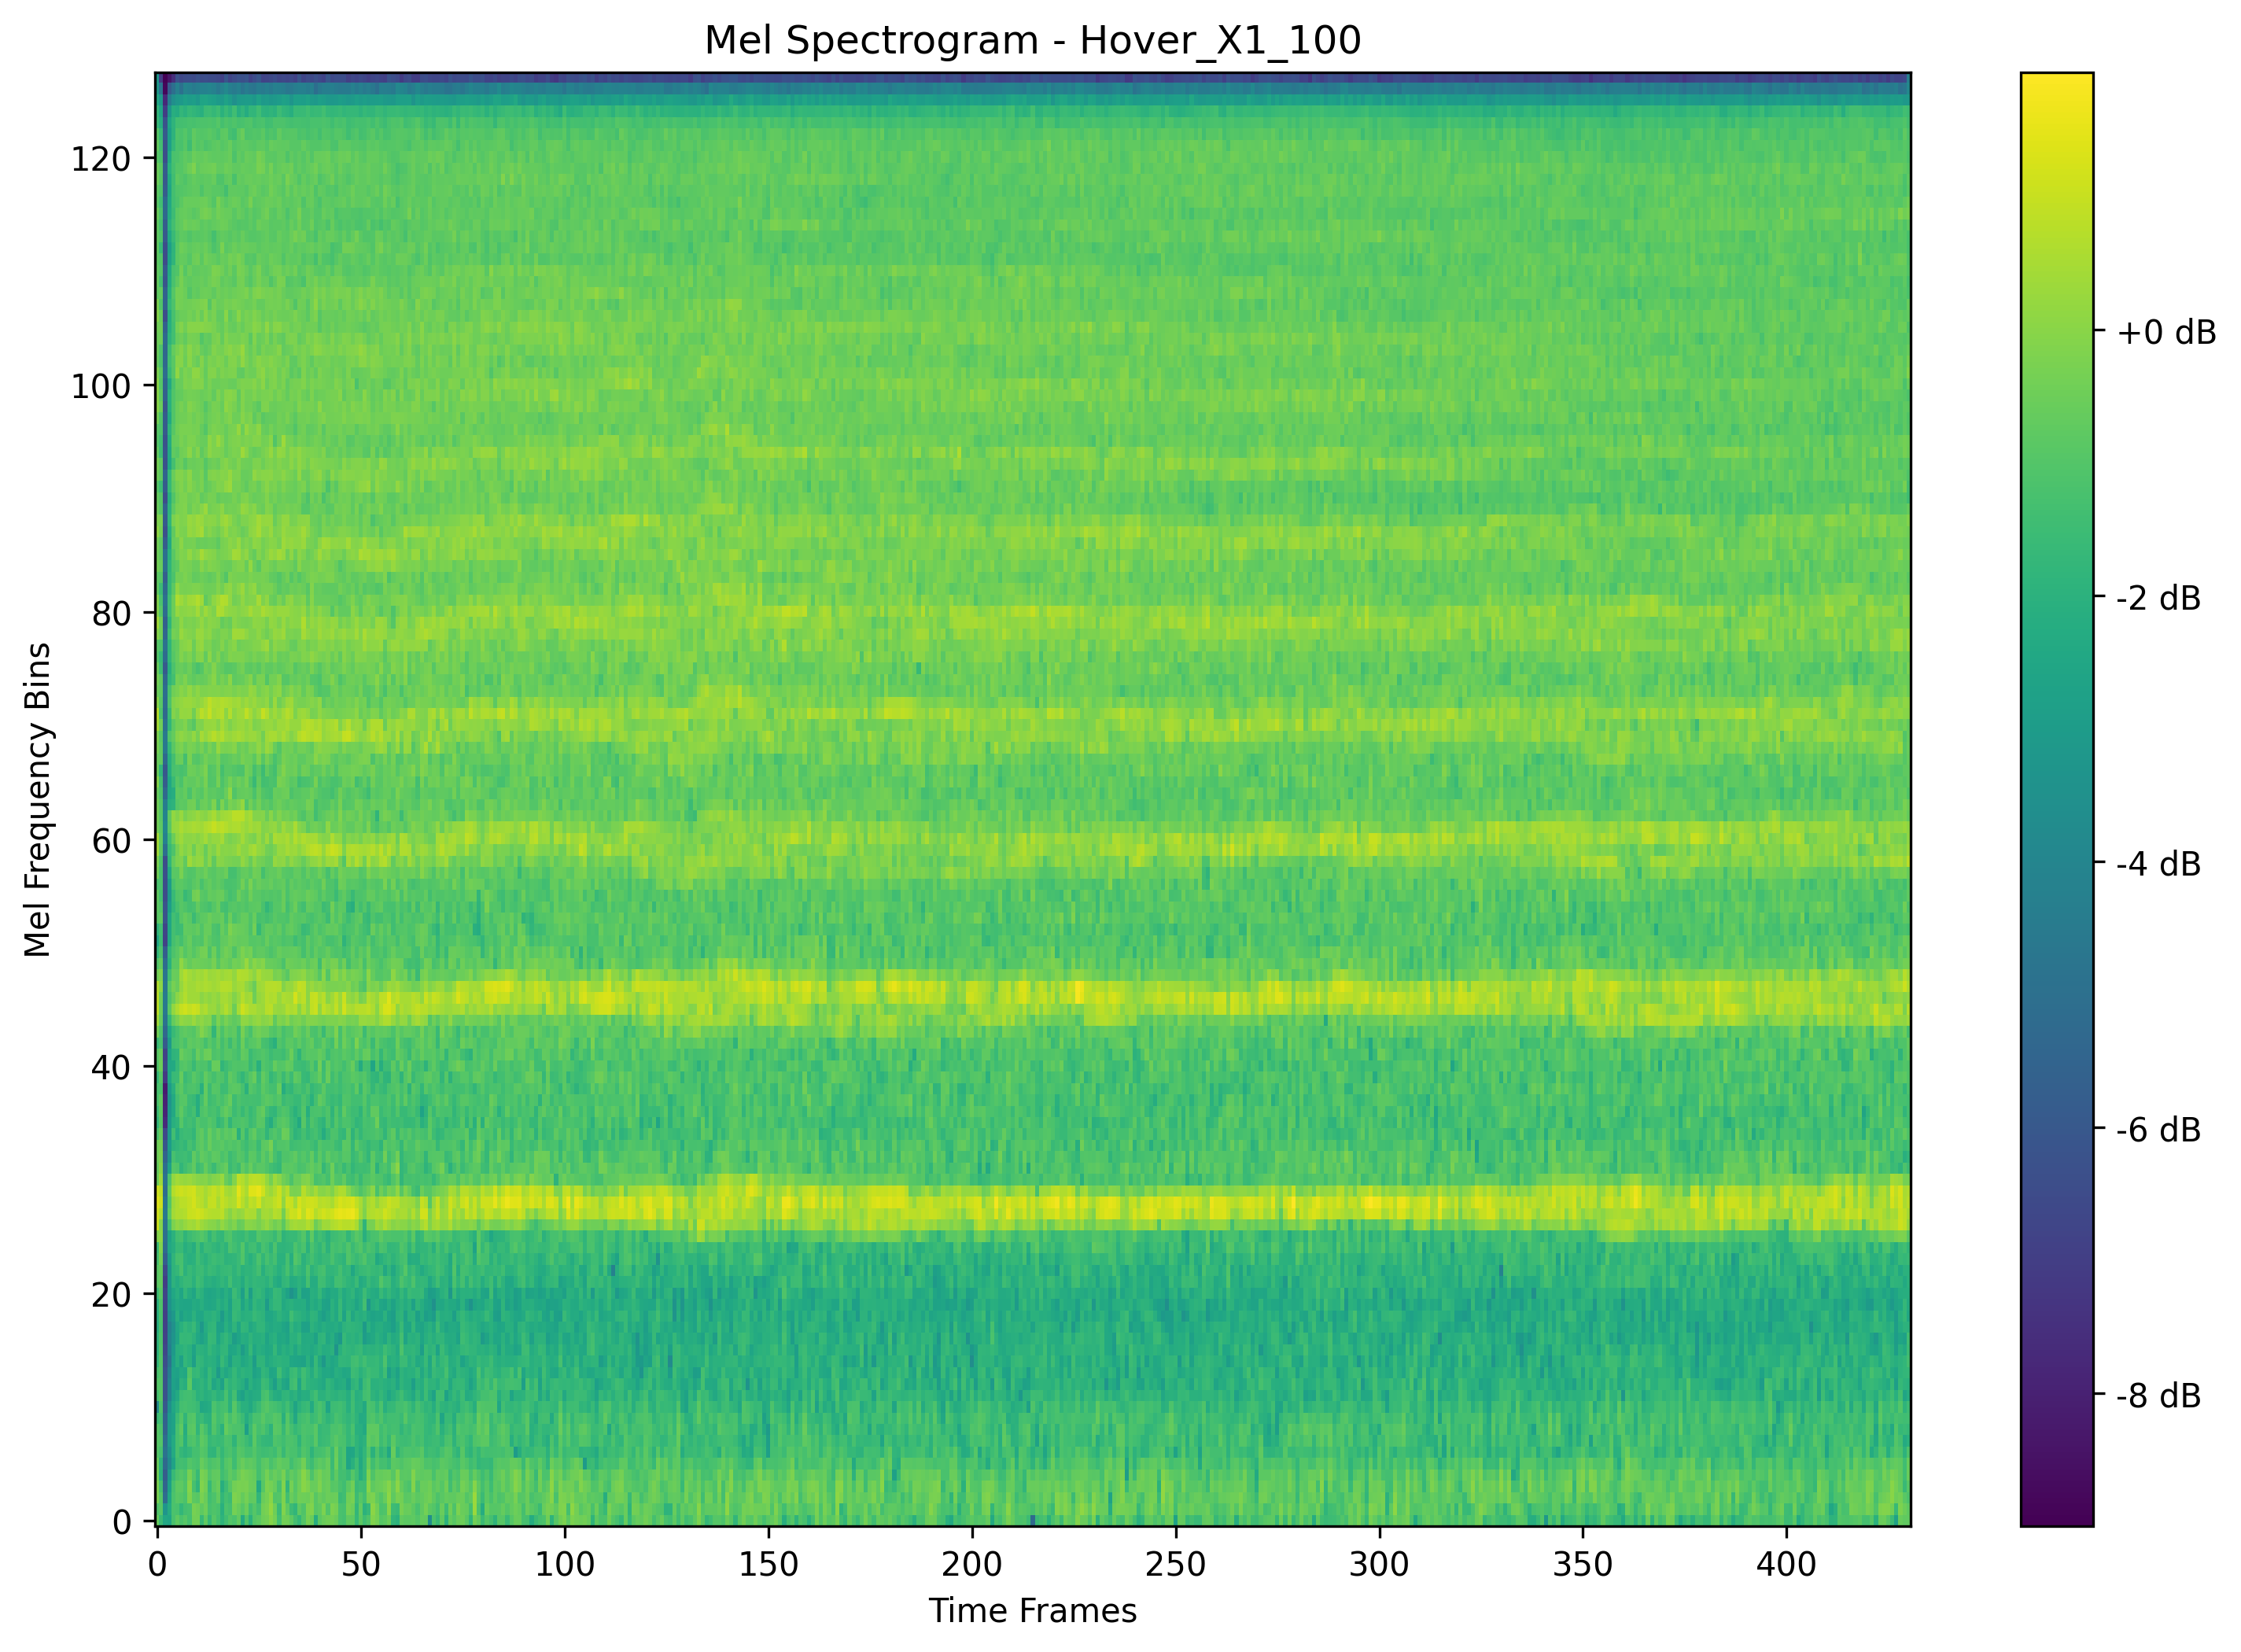 Mel Spectrogram - Hover_X1_100
Mel Frequency Bins
120
100
80
60
40
20
0
0 50 100 150 200 250 300 350 400
Time Frames
+0 dB
-2 dB
-4 dB
-6 dB
-8 dB